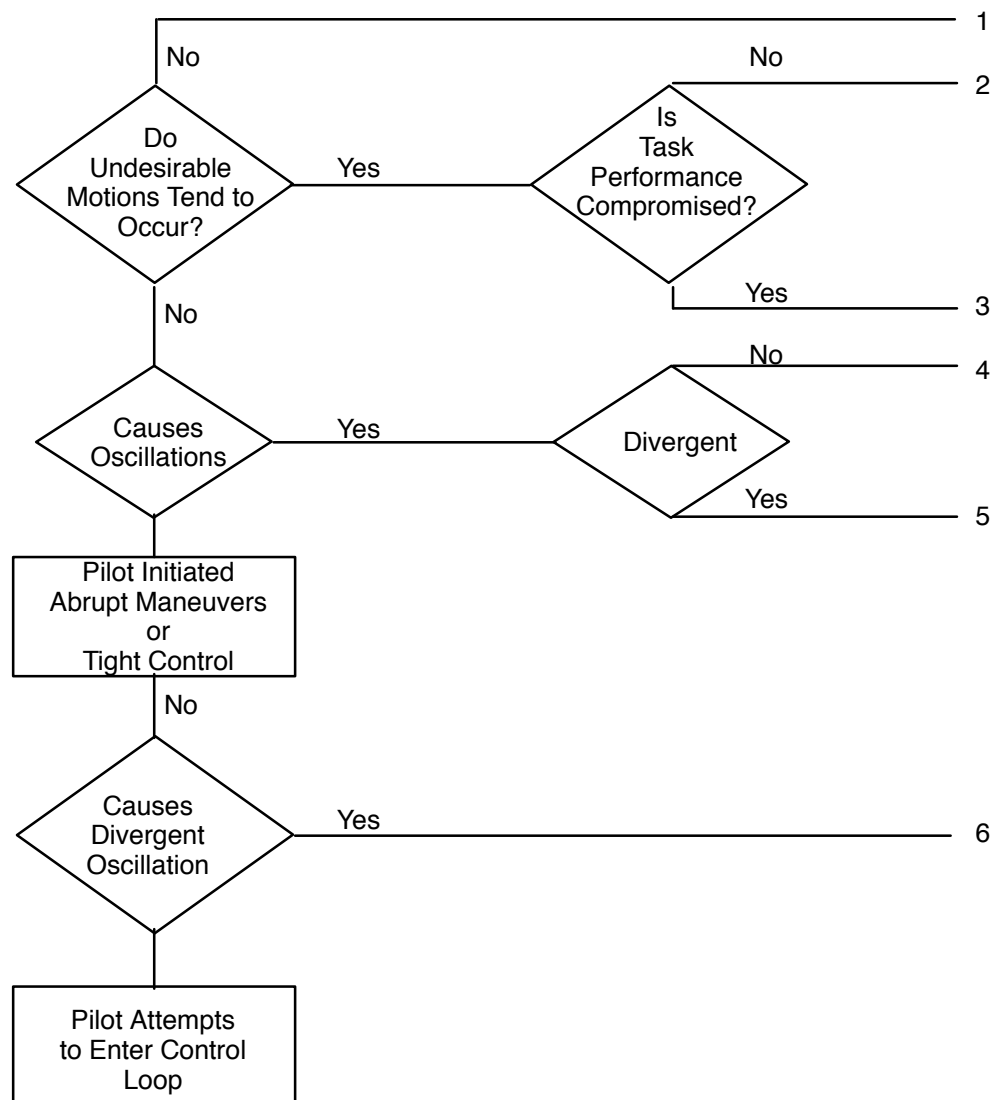 1
No
No
2
Do
Undesirable
Motions Tend to
Occur?
Yes
Is
Task
Performance
Compromised?
Yes
3
No
No
4
Causes
Oscillations
Yes
Divergent
Yes
5
Pilot Initiated
Abrupt Maneuvers
or
Tight Control
No
Causes
Divergent
Oscillation
Yes
6
Pilot Attempts
to Enter Control
Loop